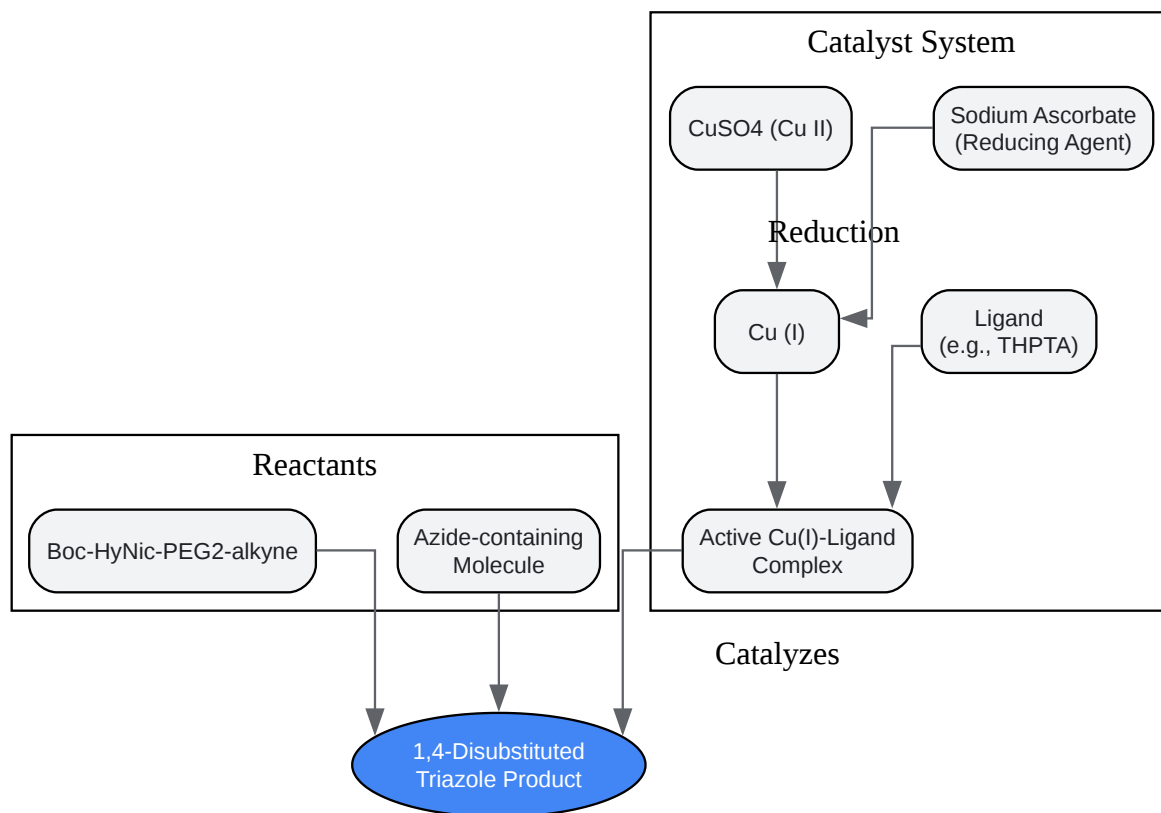 Catalyst System
CuSO4 (Cu II)
Sodium Ascorbate
(Reducing Agent)
Reduction
Cu (I)
Ligand
(e.g., THPTA)
Reactants
Boc-HyNic-PEG2-alkyne
Azide-containing
Molecule
Active Cu(I)-Ligand
Complex
Catalyzes
1,4-Disubstituted
Triazole Product